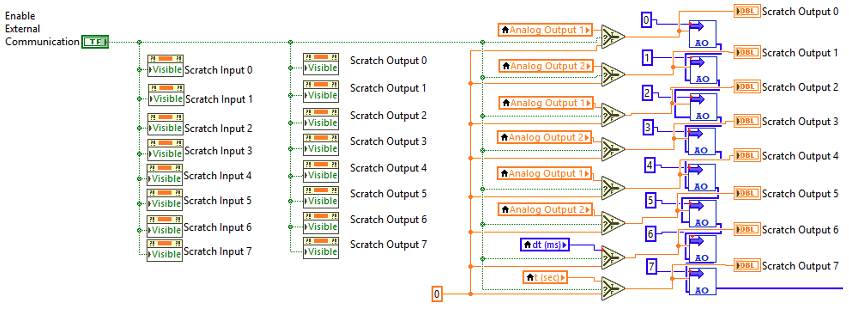 Enable
External
Communication
TF
Visible
Scratch Input 0
Visible
Scratch Input 1
Visible
Scratch Input 2
Visible
Scratch Input 3
Visible
Scratch Input 4
Visible
Scratch Input 5
Visible
Scratch Input 6
Visible
Scratch Input 7
Visible
Scratch Output 0
Visible
Scratch Output 1
Visible
Scratch Output 2
Visible
Scratch Output 3
Visible
Scratch Output 4
Visible
Scratch Output 5
Visible
Scratch Output 6
Visible
Scratch Output 7
0
Analog Output 1
0
AO
DBL
Scratch Output 0
Analog Output 2
1
AO
DBL
Scratch Output 1
Analog Output 1
2
AO
DBL
Scratch Output 2
Analog Output 2
3
AO
DBL
Scratch Output 3
Analog Output 1
4
AO
DBL
Scratch Output 4
Analog Output 2
5
AO
DBL
Scratch Output 5
dt (ms)
6
AO
DBL
Scratch Output 6
t (sec)
7
AO
DBL
Scratch Output 7